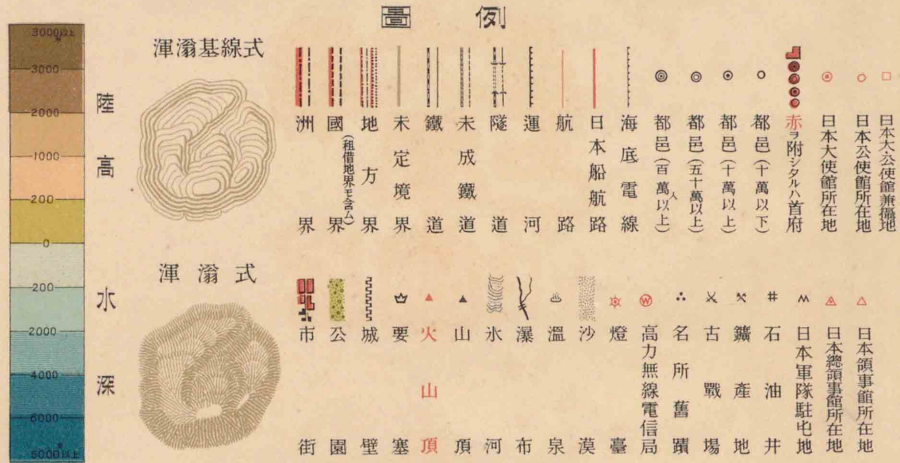 圖例
渾滃基線式
渾滃式
陸高
水深
3000以上
3000
2000
1000
200
0
200
2000
4000
6000
6000以上
洲界
國界(租借地界モ含ム)
地方界
未定境界
鐵道
未成鐵道
隧道
運河
航路
日本船航路
海底電線
都邑(百萬人以上)
都邑(五十萬以上)
都邑(十萬以上)
都邑(十萬以下)
赤ヲ附シタルハ首府
日本大使館所在地
日本公使館所在地
日本大公使館兼攝地
市街
公園
城壁
要塞
火山頂
山頂
氷河
瀑布
溫泉
沙漠
燈臺
W
高力無線電信局
名所舊蹟
古戰場
鑛產地
石油井
日本軍隊駐屯地
日本總領事館所在地
日本領事館所在地